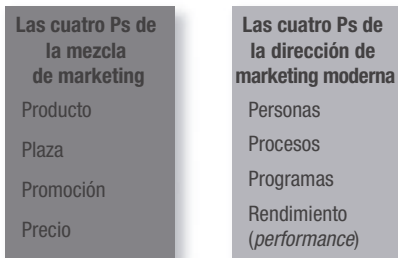 Las cuatro Ps de
la mezcla
de marketing
Producto
Plaza
Promoción
Precio
Las cuatro Ps de
la dirección de
marketing moderna
Personas
Procesos
Programas
Rendimiento
(performance)